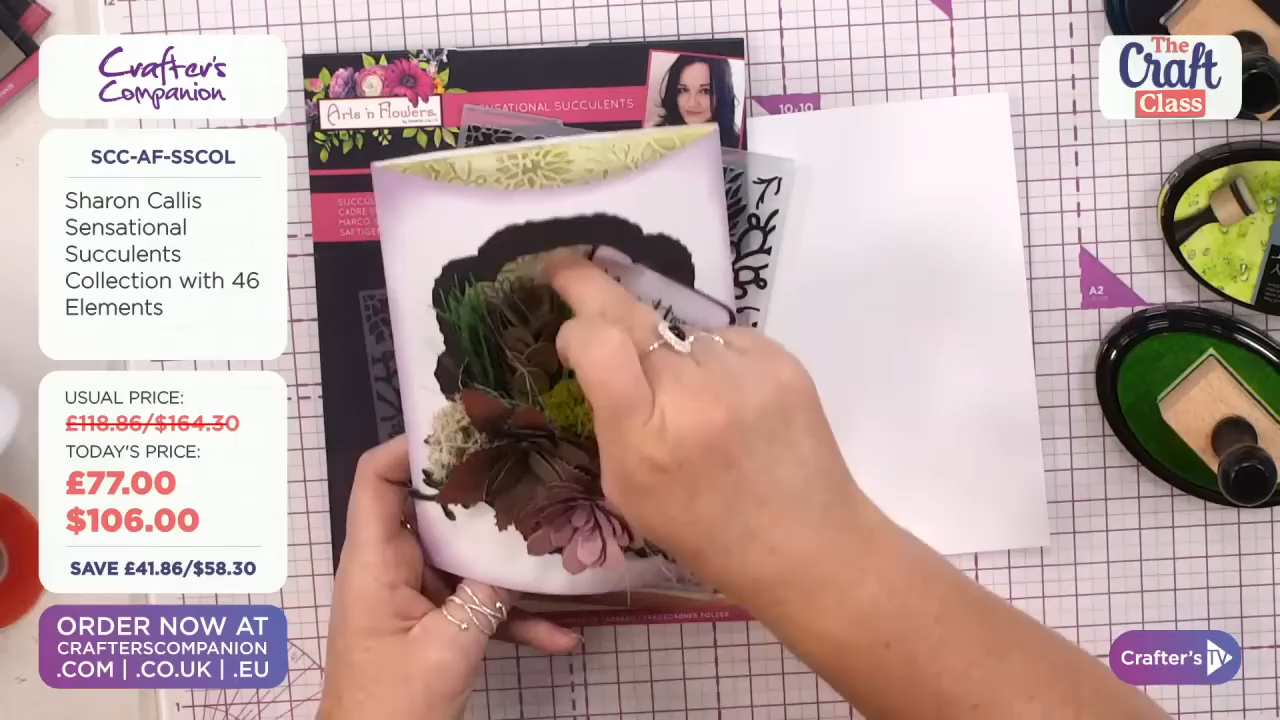 Crafter's
Companion
SCC-AF-SSCOL
Sharon Callis
Sensational
Succulents
Collection with 46
Elements
USUAL PRICE:
£118.86/$164.30
TODAY'S PRICE:
£77.00
$106.00
SAVE £41.86/$58.30
ORDER NOW AT
CRAFTERSCOMPANION
.COM | .CO.UK | .EU
Arts 'n Flowers
SENSATIONAL SUCCULENTS
10x10
A2
The
Craft
Class
Crafter's TV